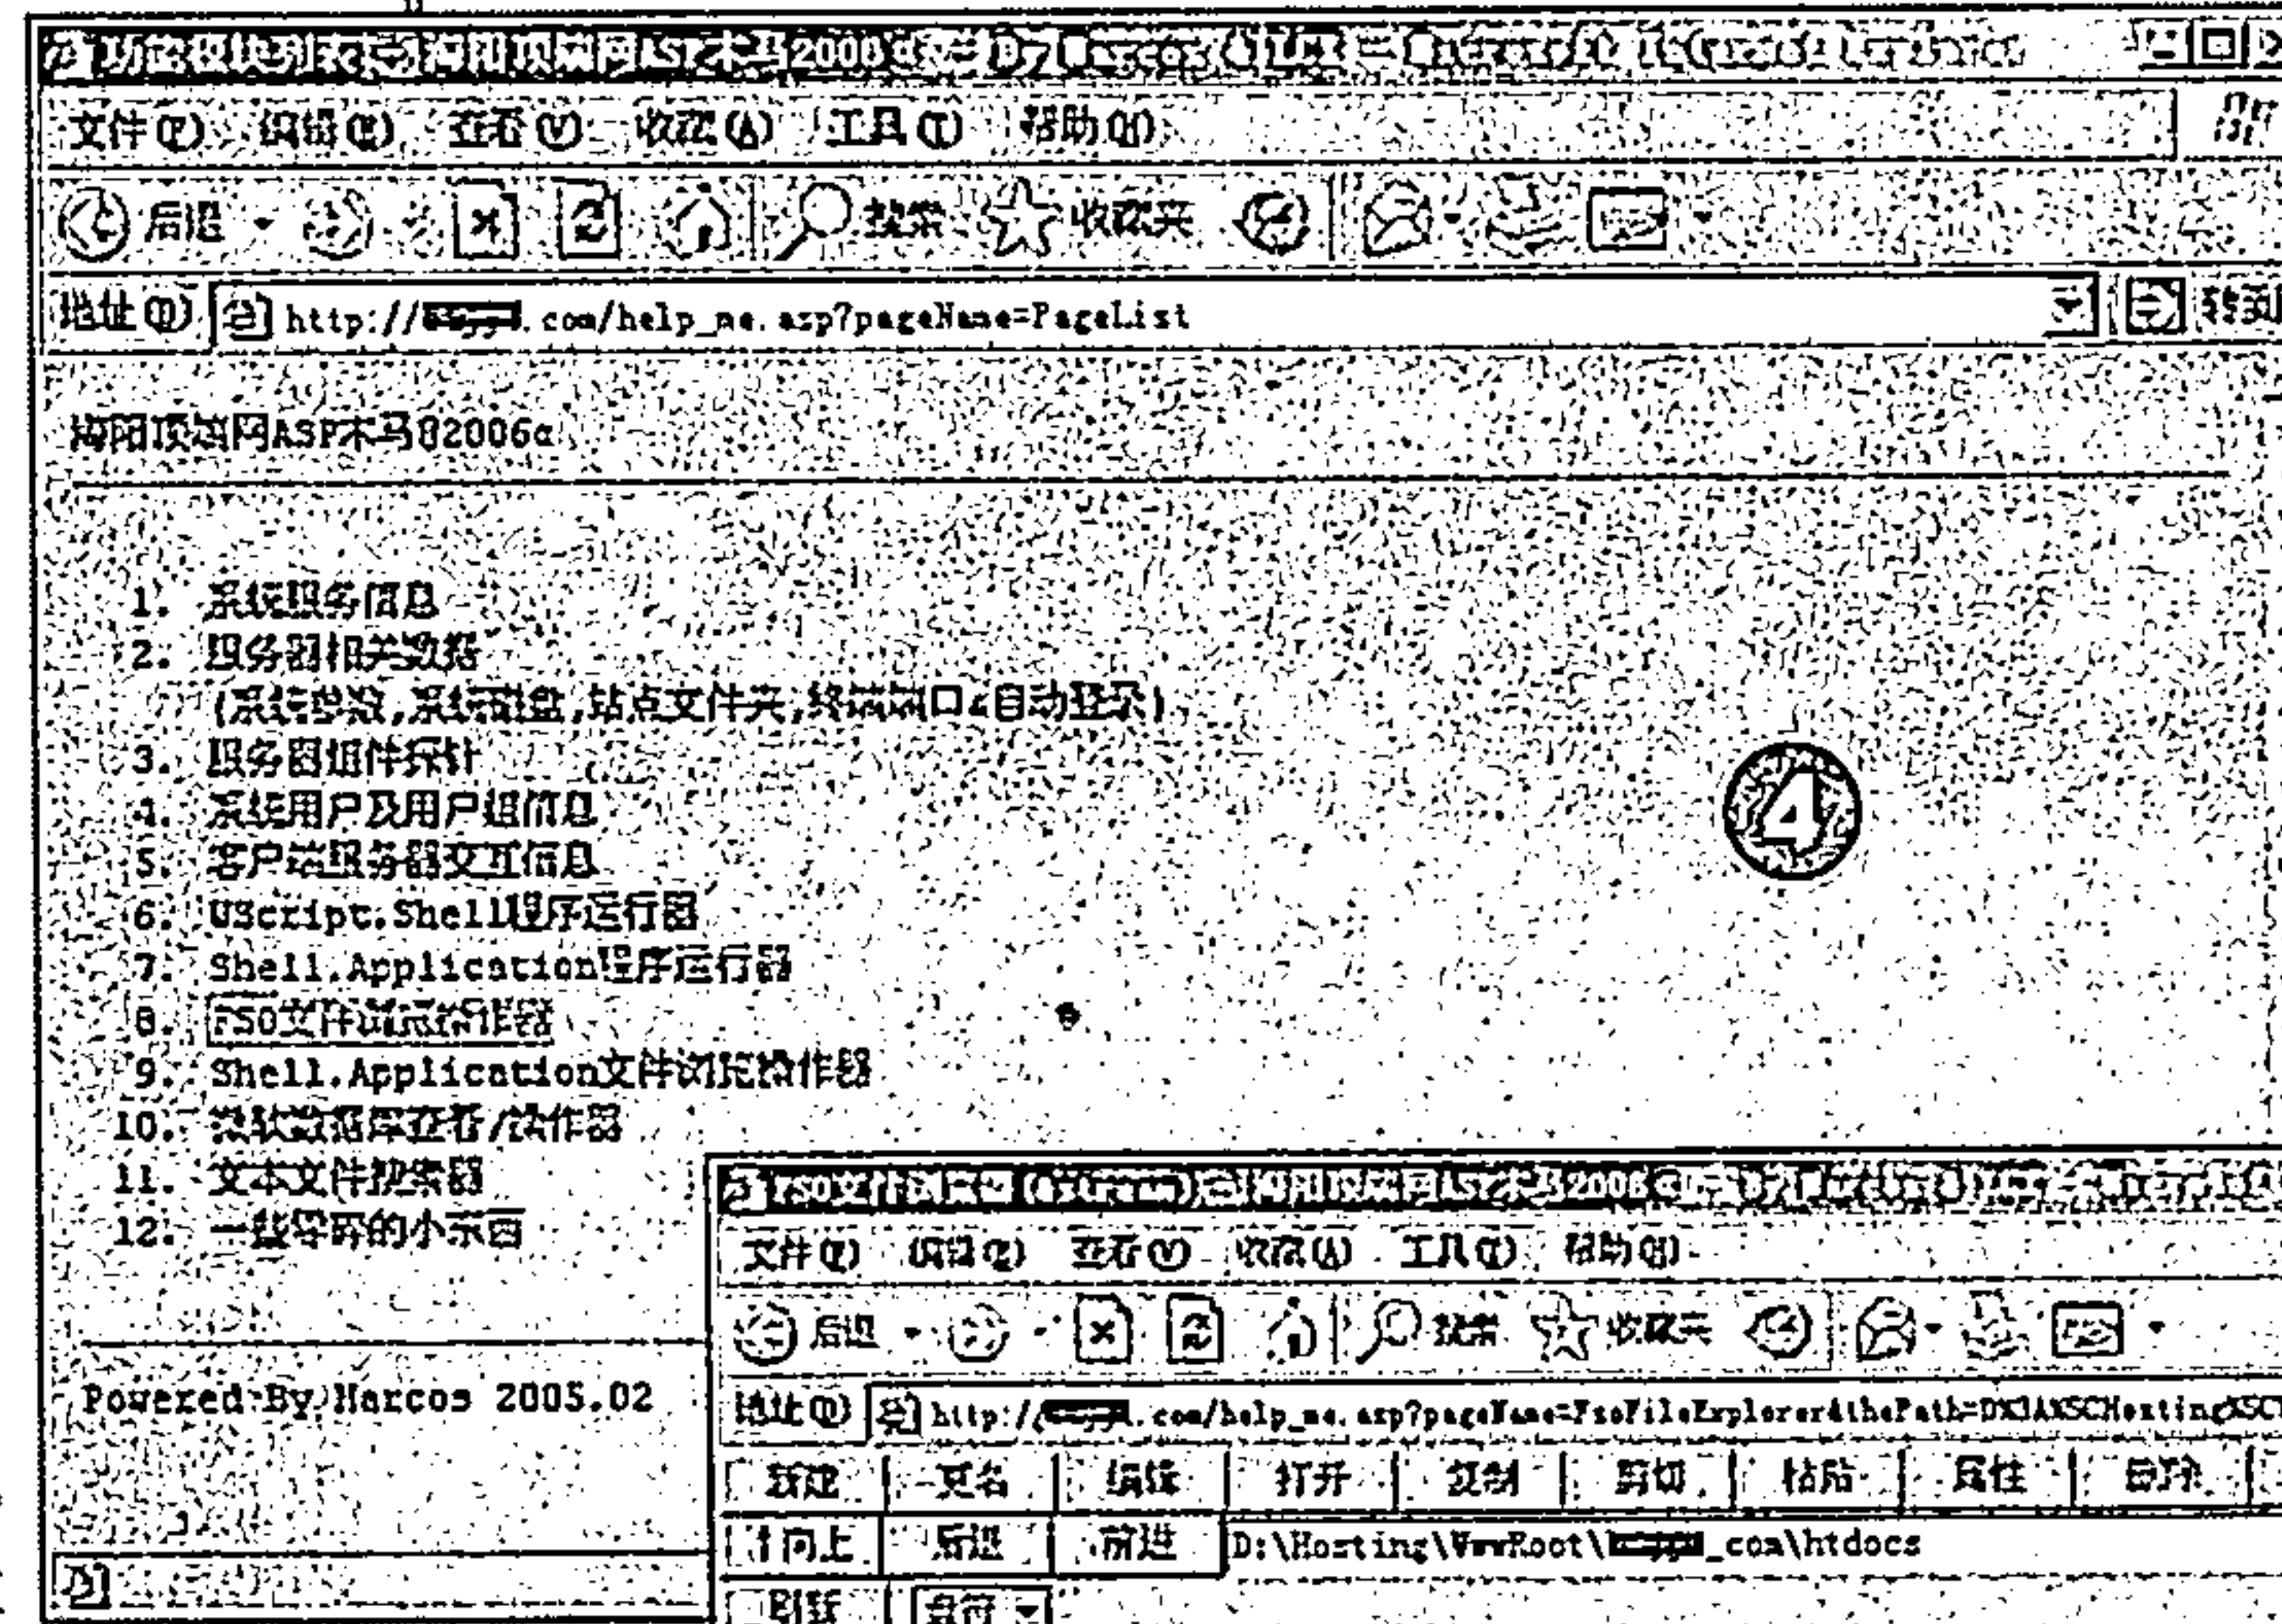 文件(F) 编辑(E) 查看(V) 收藏(A) 工具(T) 帮助(H)
后退 搜索 收藏夹
地址(D) http:// .com/help_me.asp?pageName=PageList 转到
海阳顶端网ASP木马@2006α
1. 系统服务信息
2. 服务器相关数据
(系统参数,系统磁盘,站点文件夹,终端端口&自动登录)
3. 服务器组件探针
4. 系统用户及用户组信息
5. 客户端服务器交互信息
6. WScript.Shell程序运行器
7. Shell.Application程序运行器
8. FSO文件浏览操作器
9. Shell.Application文件浏览操作器
10. 微软数据库查看/操作器
11. 文本文件搜索器
12. 一些零碎的小东西
④
Powered By Marcos 2005.02
文件(F) 编辑(E) 查看(V) 收藏(A) 工具(T) 帮助(H)
后退 搜索 收藏夹
地址(D) http:// .com/help_me.asp?pageName=FsoFileExplorer&thePath=D%3A%5CHosting%5C
新建 更名 编辑 打开 复制 剪切 粘贴 属性 删除
↑向上 后退 前进 D:\Hosting\WwwRoot\ _com\htdocs
刷新